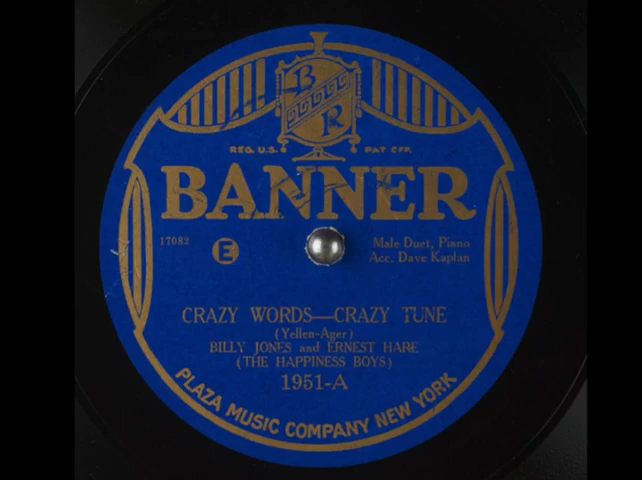 B
R
REG. U.S. PAT OFF.
BANNER
17082
E
Male Duet, Piano
Acc. Dave Kaplan
CRAZY WORDS—CRAZY TUNE
(Yellen-Ager)
BILLY JONES and ERNEST HARE
(THE HAPPINESS BOYS)
1951-A
PLAZA MUSIC COMPANY NEW YORK